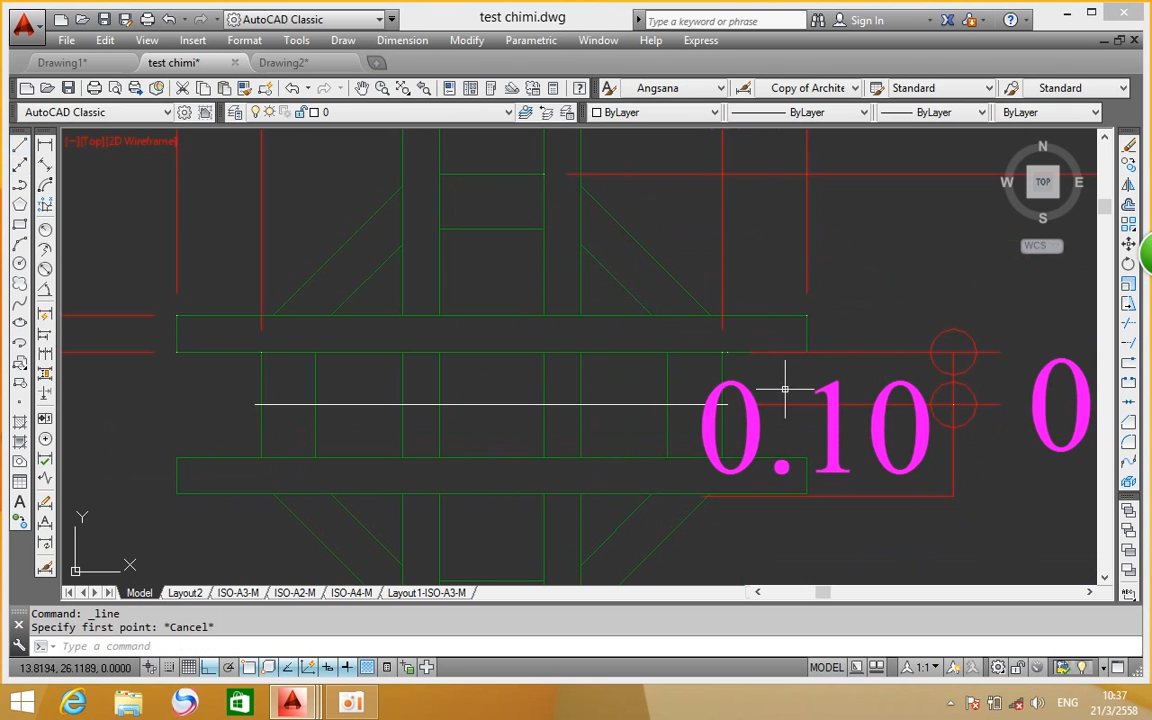 AutoCAD Classic
test chimi.dwg
Type a keyword or phrase
Sign In
File Edit View Insert Format Tools Draw Dimension Modify Parametric Window Help Express
Drawing1* test chimi* Drawing2*
Angsana Copy of Archite Standard Standard
AutoCAD Classic 0 ByLayer ByLayer ByLayer ByLayer
[−][Top][2D Wireframe]
N
W TOP E
S
WCS
0.10 0
Y
X
Model Layout2 ISO-A3-M ISO-A2-M ISO-A4-M Layout1-ISO-A3-M
Command: _line
Specify first point: *Cancel*
Type a command
13.8194, 26.1189, 0.0000 MODEL 1:1
ENG
10:37
21/3/2558